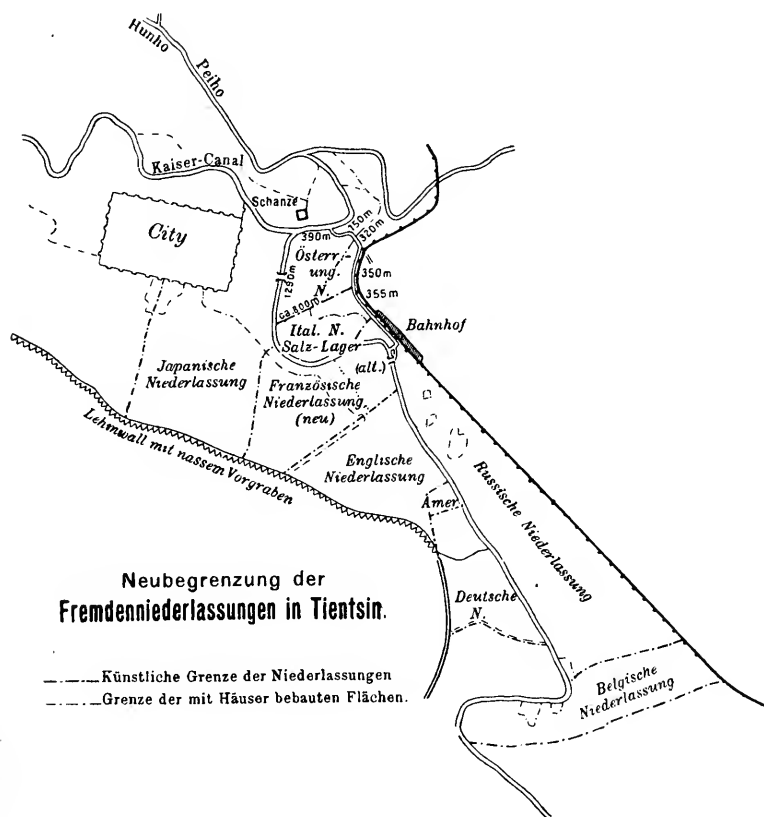 Hunho
Peiho
Kaiser-Canal
Schanze
City
390m
150m
320m
Österr.-
ung.
N.
1290m
350m
355m
ca. 800m
Ital. N.
Salz-Lager
Bahnhof
(alt.)
Japanische
Niederlassung
Französische
Niederlassung
(neu)
Lehmwall mit nassem Vorgraben
Englische
Niederlassung
Amer.
Russische Niederlassung
Deutsche
N.
Belgische
Niederlassung
Neubegrenzung der
Fremdenniederlassungen in Tientsin.
Künstliche Grenze der Niederlassungen
Grenze der mit Häuser bebauten Flächen.